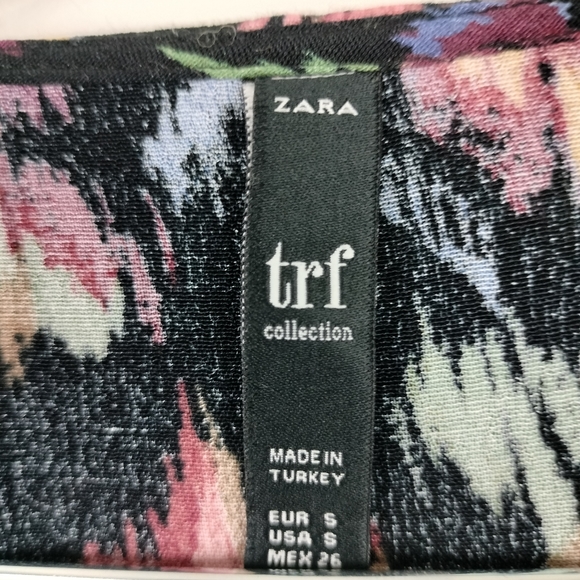 ZARA
trf
collection
MADE IN
TURKEY
EUR S
USA S
MEX 26